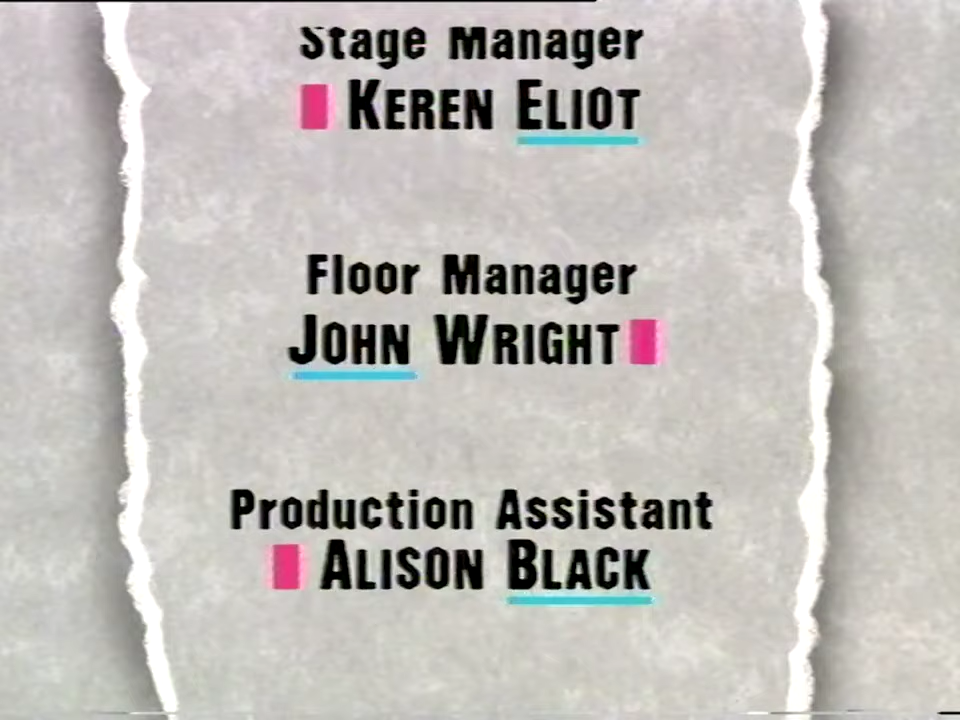 Stage Manager
KEREN ELIOT
Floor Manager
JOHN WRIGHT
Production Assistant
ALISON BLACK